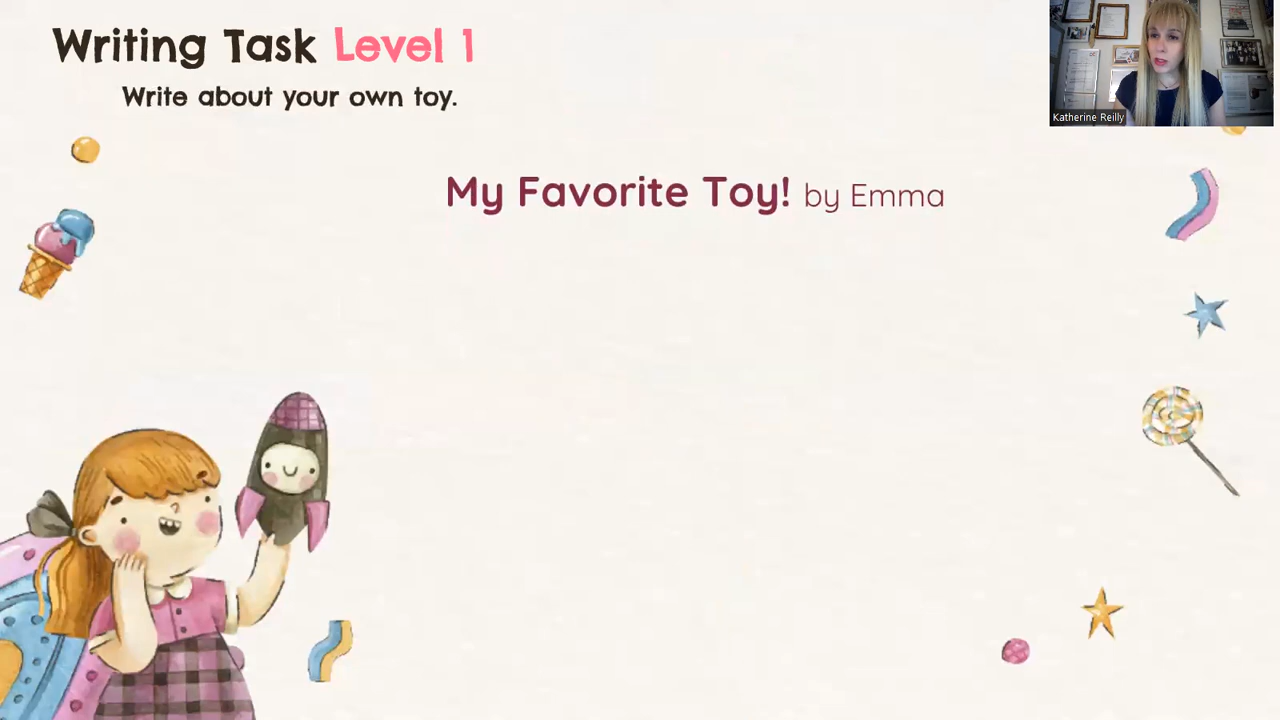 Writing Task Level 1
Write about your own toy.
Katherine Reilly
My Favorite Toy! by Emma